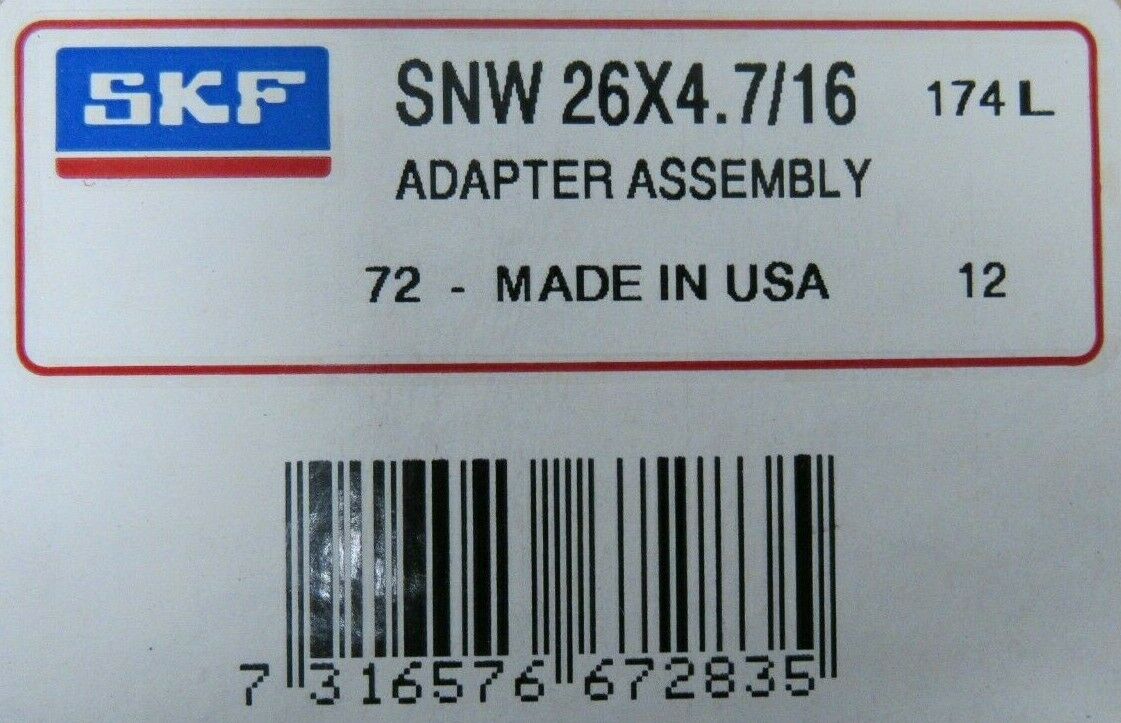 SKF SNW 26X4.7/16 174 L
ADAPTER ASSEMBLY
72 - MADE IN USA 12
7 316576 672835